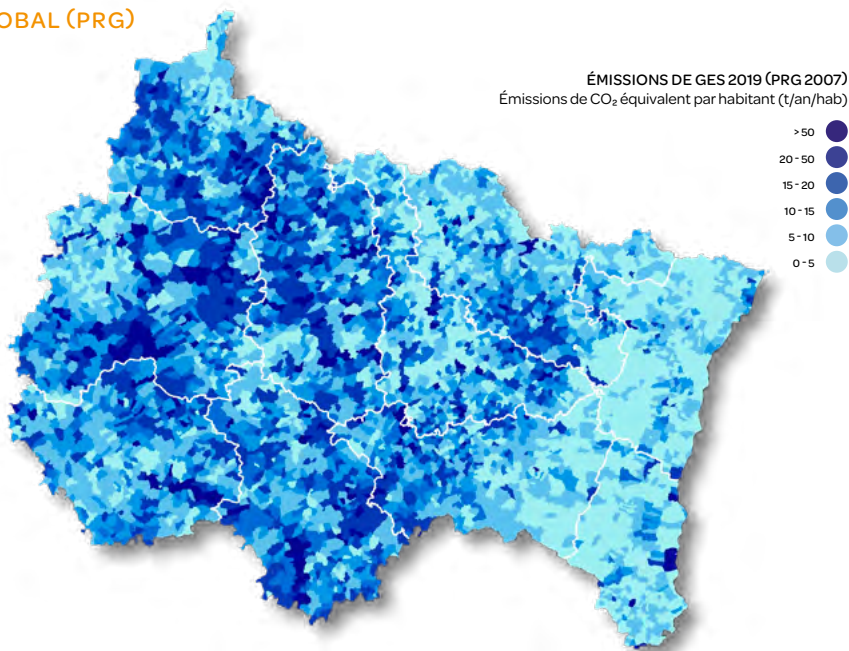 OBAL (PRG)
ÉMISSIONS DE GES 2019 (PRG 2007)
Émissions de CO₂ équivalent par habitant (t/an/hab)
>50
20-50
15-20
10-15
5-10
0-5